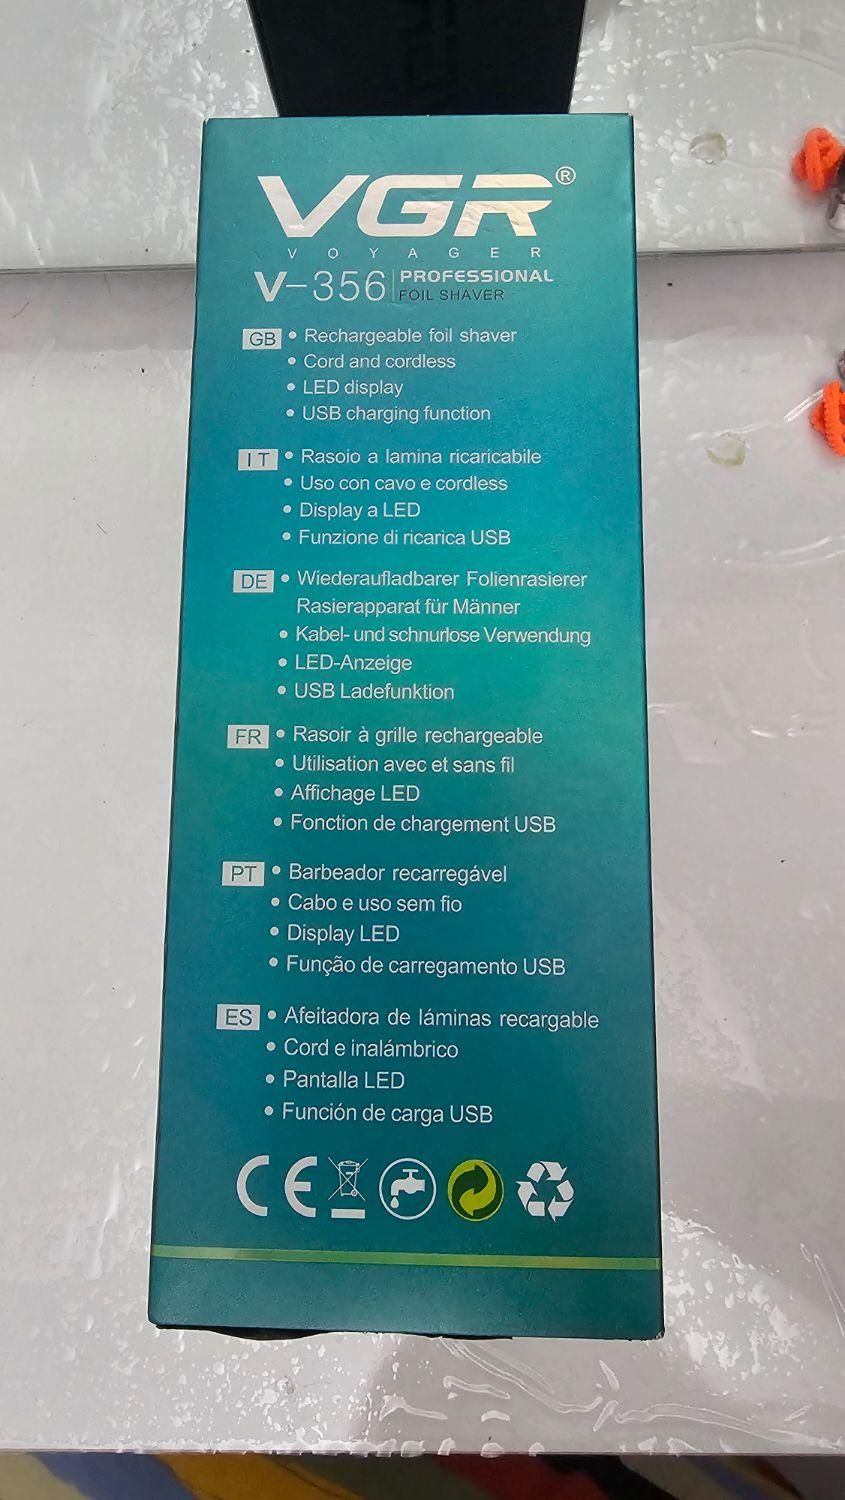 VGR®
VOYAGER
V-356 PROFESSIONAL
FOIL SHAVER
GB • Rechargeable foil shaver
• Cord and cordless
• LED display
• USB charging function
IT • Rasoio a lamina ricaricabile
• Uso con cavo e cordless
• Display a LED
• Funzione di ricarica USB
DE • Wiederaufladbarer Folienrasierer
Rasierapparat für Männer
• Kabel- und schnurlose Verwendung
• LED-Anzeige
• USB Ladefunktion
FR • Rasoir à grille rechargeable
• Utilisation avec et sans fil
• Affichage LED
• Fonction de chargement USB
PT • Barbeador recarregável
• Cabo e uso sem fio
• Display LED
• Função de carregamento USB
ES • Afeitadora de láminas recargable
• Cord e inalámbrico
• Pantalla LED
• Función de carga USB
CE